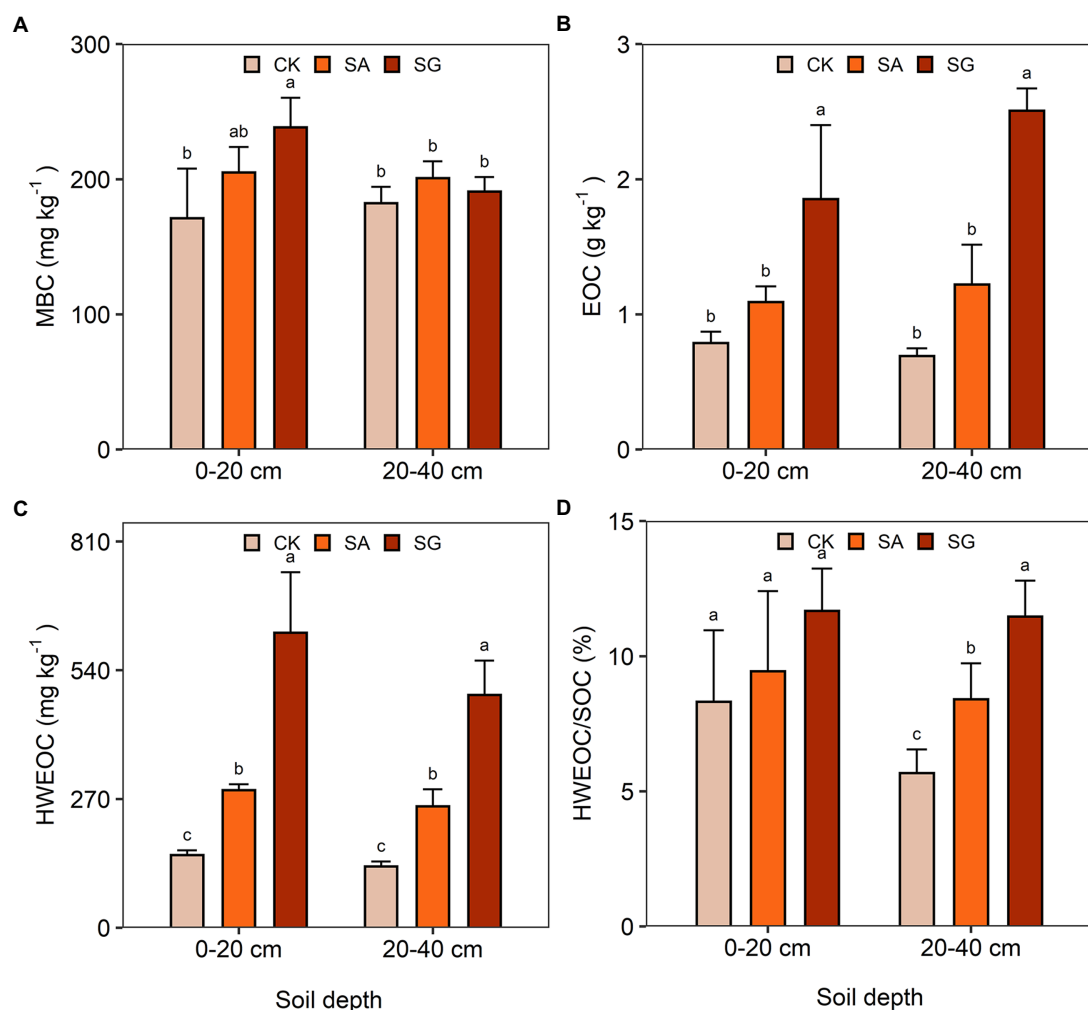 A
300
200
100
0
MBC (mg kg⁻¹)
CK SA SG
b
ab
a
b
b
b
0-20 cm
20-40 cm
B
3
2
1
0
EOC (g kg⁻¹)
CK SA SG
b
b
a
b
b
a
0-20 cm
20-40 cm
C
810
540
270
0
HWEOC (mg kg⁻¹)
CK SA SG
c
b
a
c
b
a
0-20 cm
20-40 cm
Soil depth
D
15
10
5
0
HWEOC/SOC (%)
CK SA SG
a
a
a
c
b
a
0-20 cm
20-40 cm
Soil depth